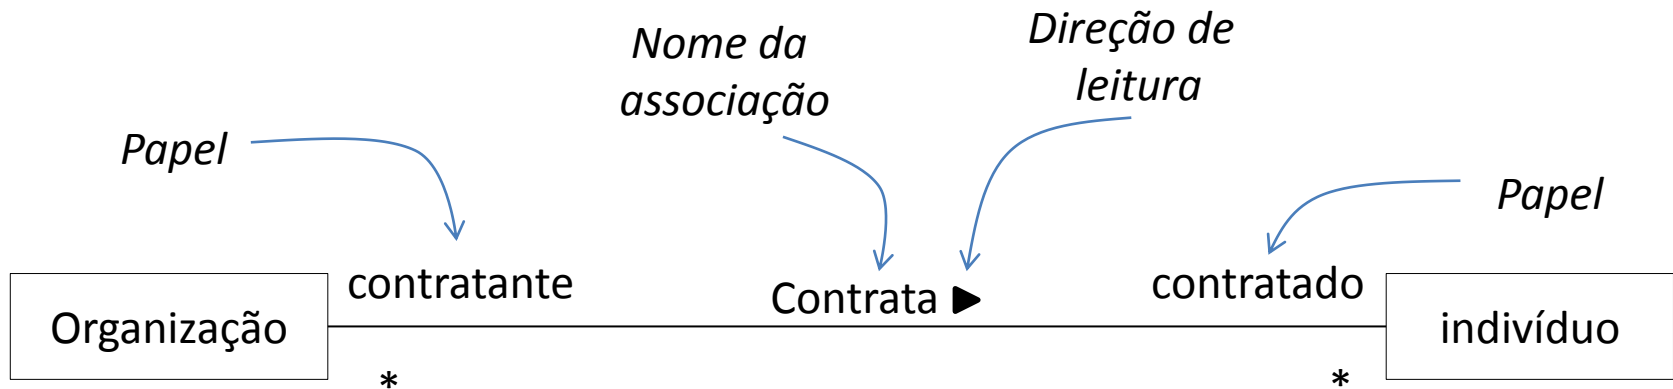 Nome da
associação
Direção de
leitura
Papel
Papel
contratante
Contrata ►
contratado
Organização
indivíduo
*
*